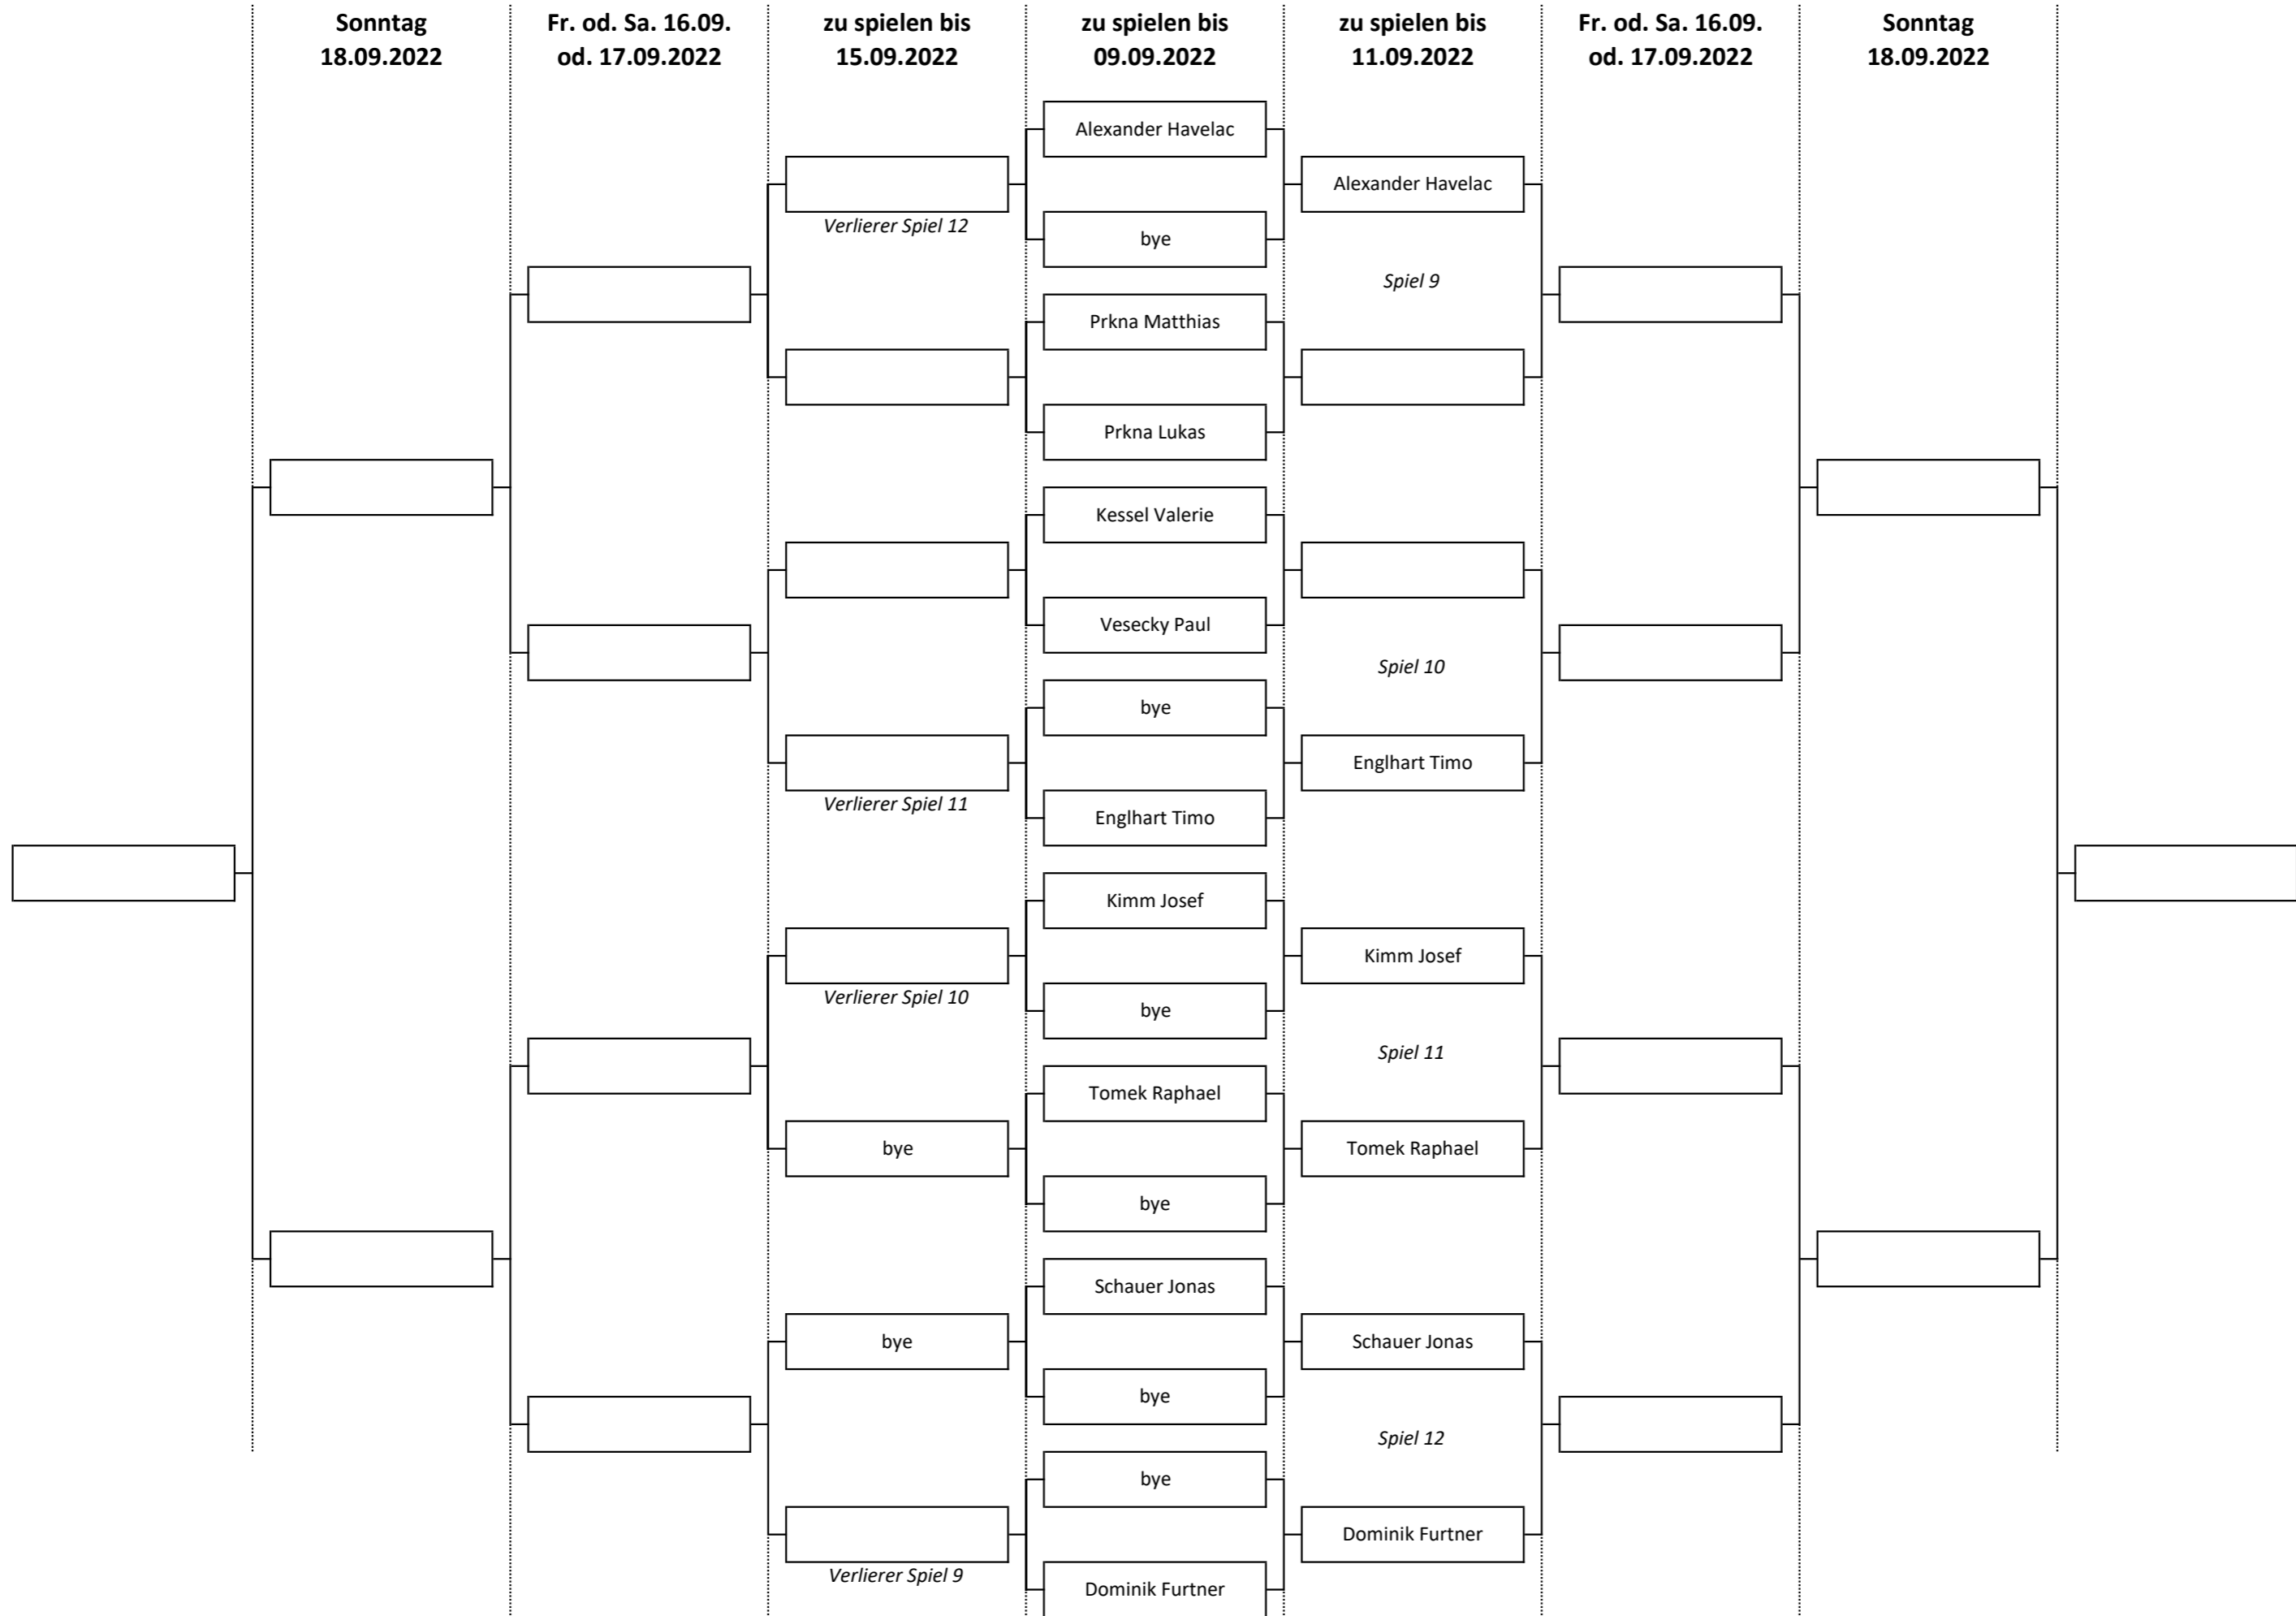 Sonntag
18.09.2022
Fr. od. Sa. 16.09.
od. 17.09.2022
zu spielen bis
15.09.2022
zu spielen bis
09.09.2022
zu spielen bis
11.09.2022
Fr. od. Sa. 16.09.
od. 17.09.2022
Sonntag
18.09.2022
Alexander Havelac
Alexander Havelac
Verlierer Spiel 12
bye
Spiel 9
Prkna Matthias
Prkna Lukas
Kessel Valerie
Vesecky Paul
Spiel 10
bye
Englhart Timo
Verlierer Spiel 11
Englhart Timo
Kimm Josef
Kimm Josef
Verlierer Spiel 10
bye
Spiel 11
Tomek Raphael
bye
Tomek Raphael
bye
Schauer Jonas
bye
Schauer Jonas
bye
Spiel 12
bye
Dominik Furtner
Verlierer Spiel 9
Dominik Furtner